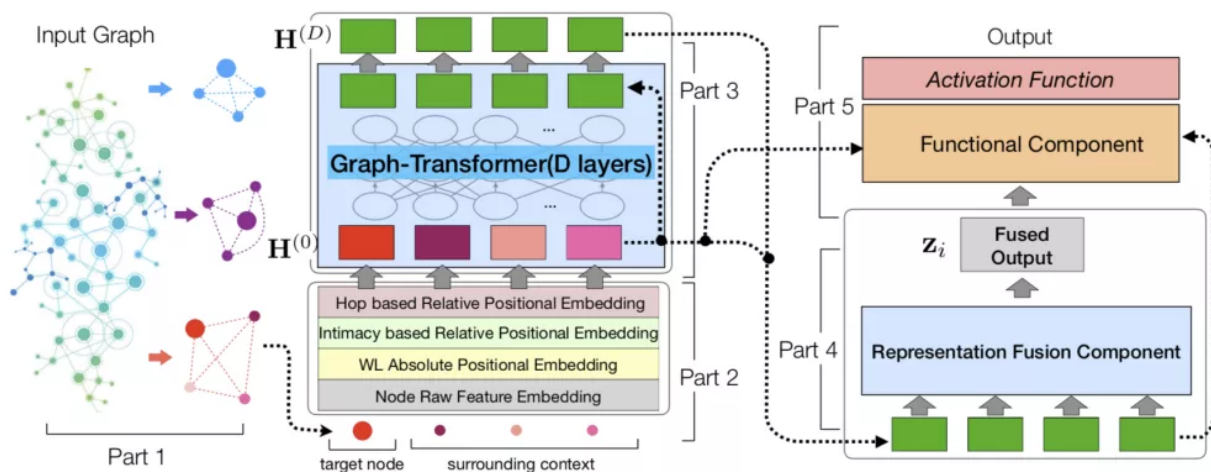 Input Graph
Part 1
H^(D)
Graph-Transformer(D layers)
...
...
H^(0)
Part 3
Hop based Relative Positional Embedding
Intimacy based Relative Positional Embedding
WL Absolute Positional Embedding
Node Raw Feature Embedding
Part 2
target node
surrounding context
Output
Activation Function
Functional Component
Part 5
z_i
Fused
Output
Representation Fusion Component
Part 4